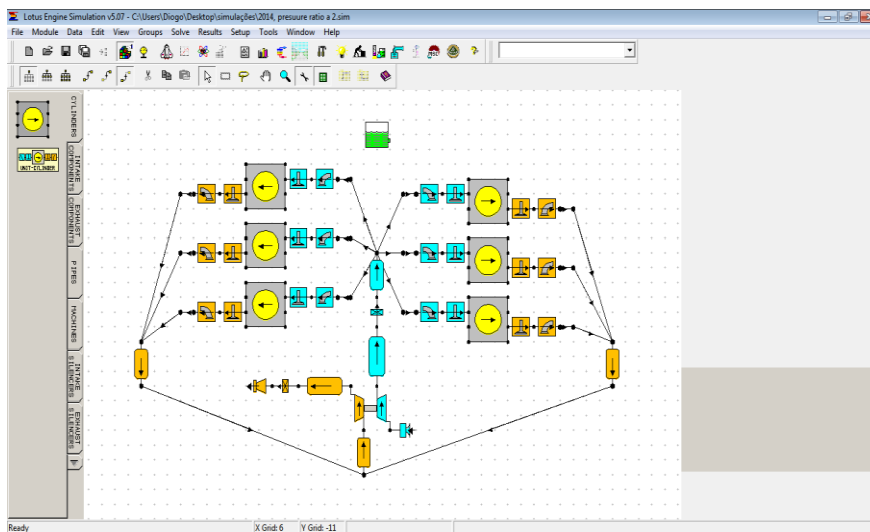 Lotus Engine Simulation v5.07 - C:\Users\Diogo\Desktop\simulações\2014, presuure ratio a 2.sim
File Module Data Edit View Groups Solve Results Setup Tools Window Help
CYLINDERS
UNIT-CYLINDER
INTAKE COMPONENTS
EXHAUST COMPONENTS
PIPES
MACHINES
INTAKE SILENCERS
EXHAUST SILENCERS
Ready X Grid: 6 Y Grid: -11